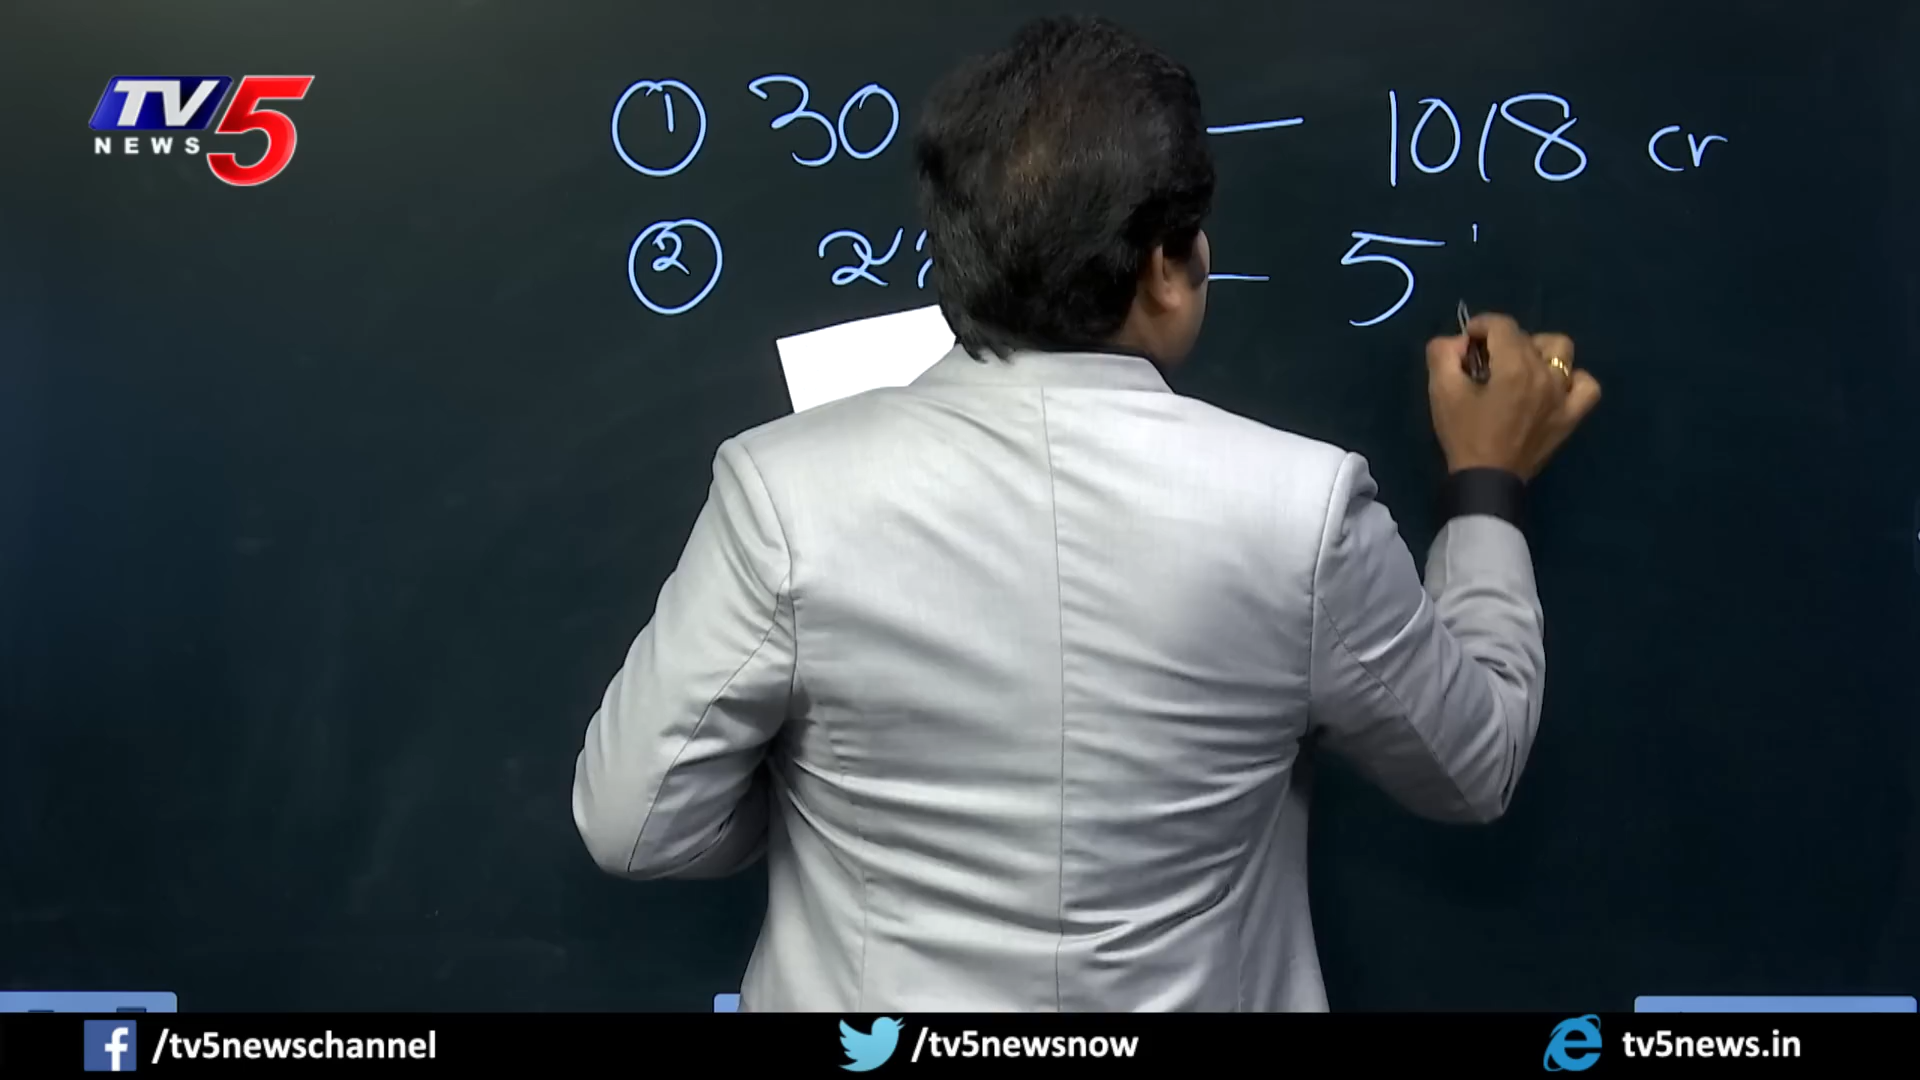 TV5
NEWS
① 30 — 1018 cr
② — 5
/tv5newschannel
/tv5newsnow
tv5news.in